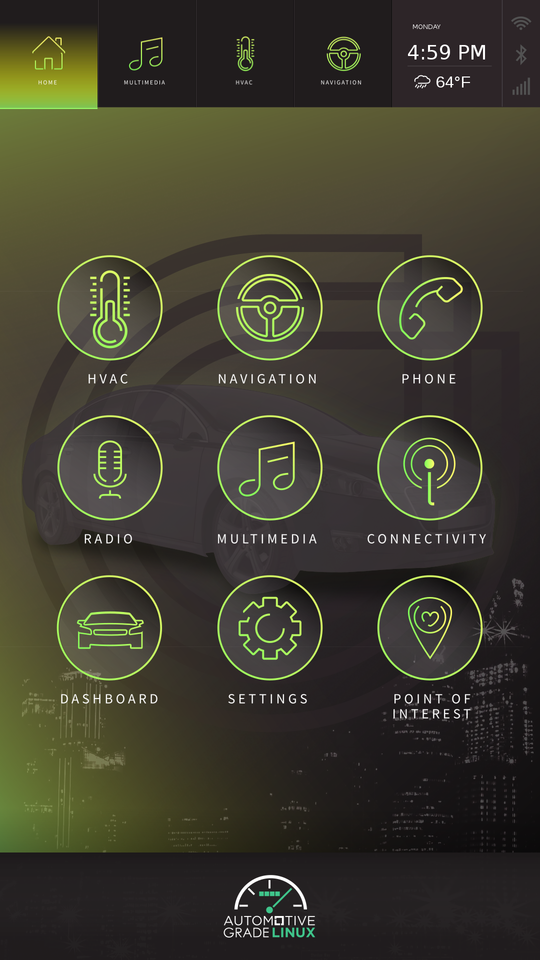 HOME
MULTIMEDIA
HVAC
NAVIGATION
MONDAY
4:59 PM
64°F
HVAC
NAVIGATION
PHONE
RADIO
MULTIMEDIA
CONNECTIVITY
DASHBOARD
SETTINGS
POINT OF
INTEREST
AUTOMOTIVE
GRADE LINUX